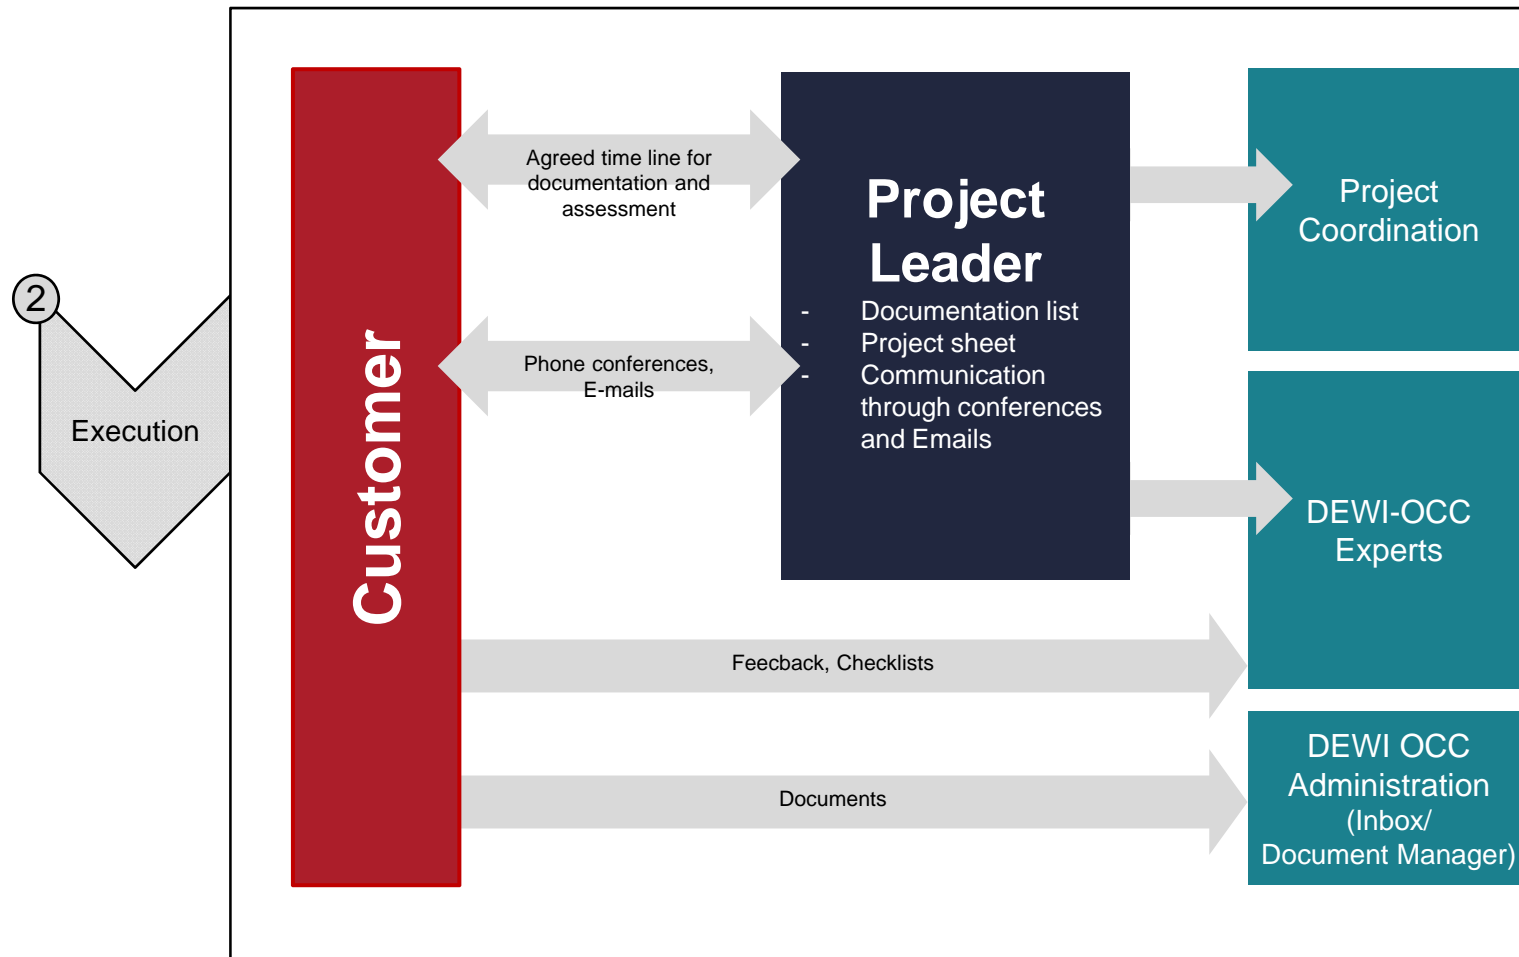 2
Execution
Customer
Agreed time line for
documentation and
assessment
Phone conferences,
E-mails
Project
Leader
- Documentation list
- Project sheet
- Communication
through conferences
and Emails
Project
Coordination
DEWI-OCC
Experts
Feecback, Checklists
Documents
DEWI OCC
Administration
(Inbox/
Document Manager)